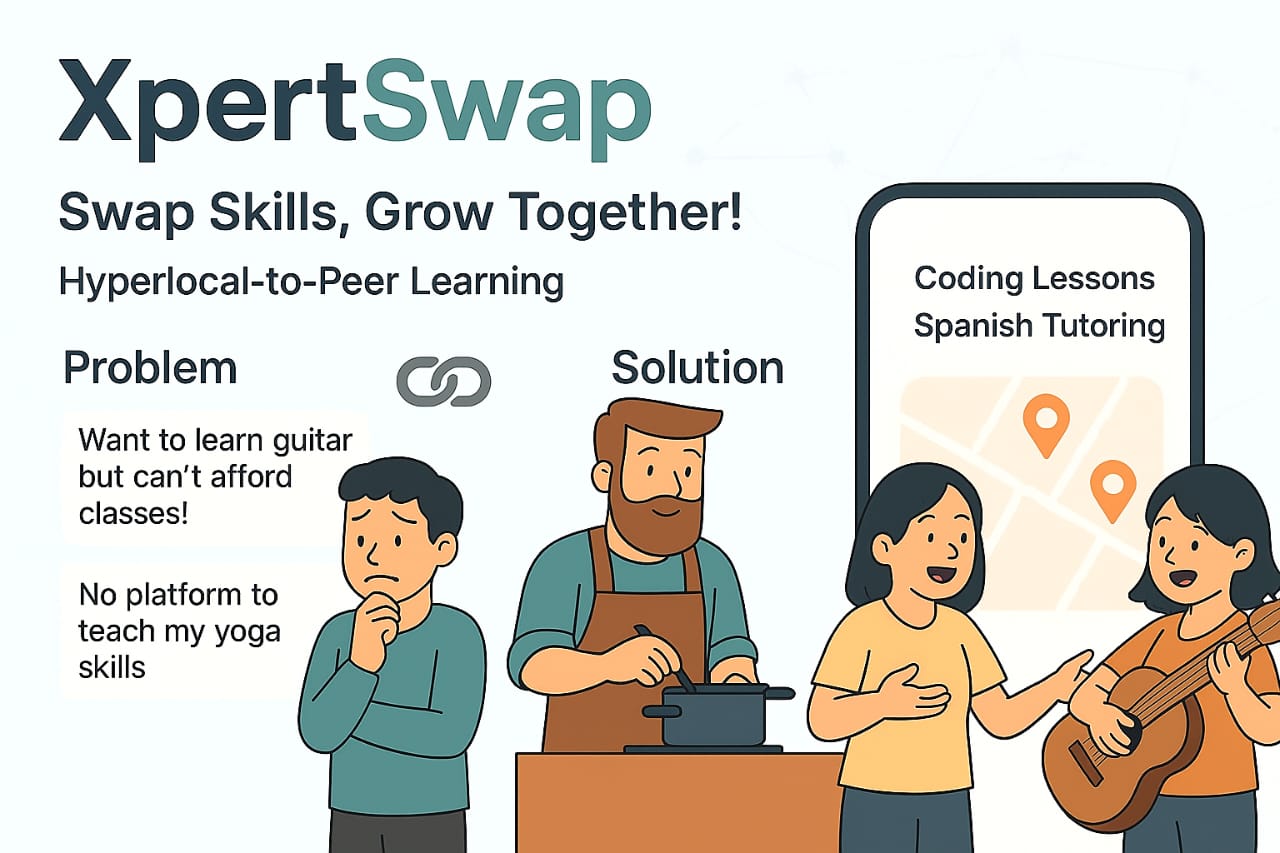 XpertSwap
Swap Skills, Grow Together!
Hyperlocal-to-Peer Learning
Problem
Want to learn guitar
but can't afford
classes!
No platform to
teach my yoga
skills
Solution
Coding Lessons
Spanish Tutoring